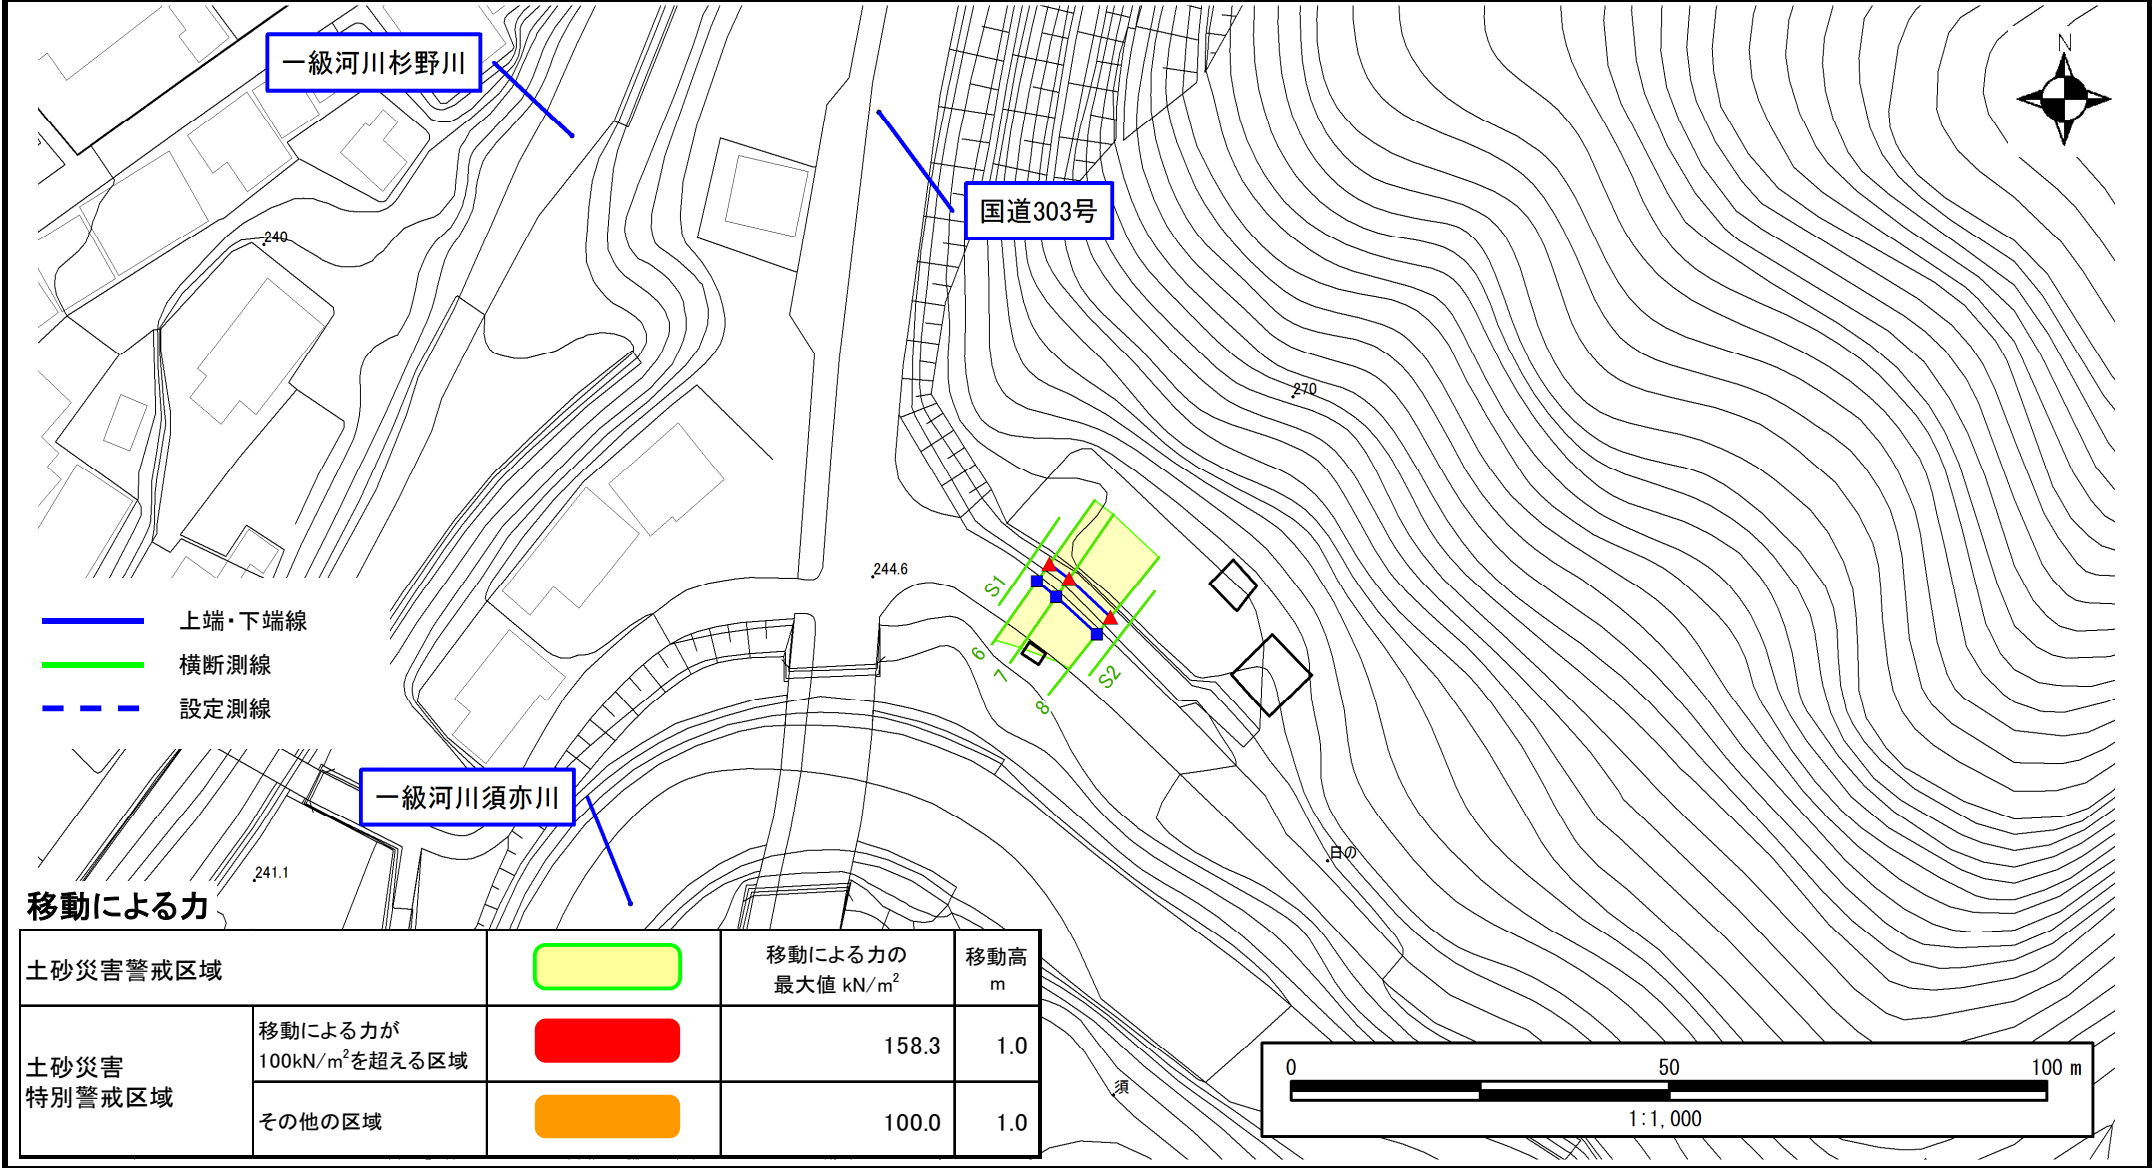 一級河川杉野川
N
国道303号
240
270
244.6
S1
6
7
8
S2
上端・下端線
横断測線
設定測線
一級河川須亦川
日の
241.1
移動による力
土砂災害警戒区域
移動による力の
最大値 kN/m²
移動高
m
土砂災害
特別警戒区域
移動による力が
100kN/m²を超える区域
158.3
1.0
その他の区域
100.0
1.0
須
0
50
100 m
1:1,000